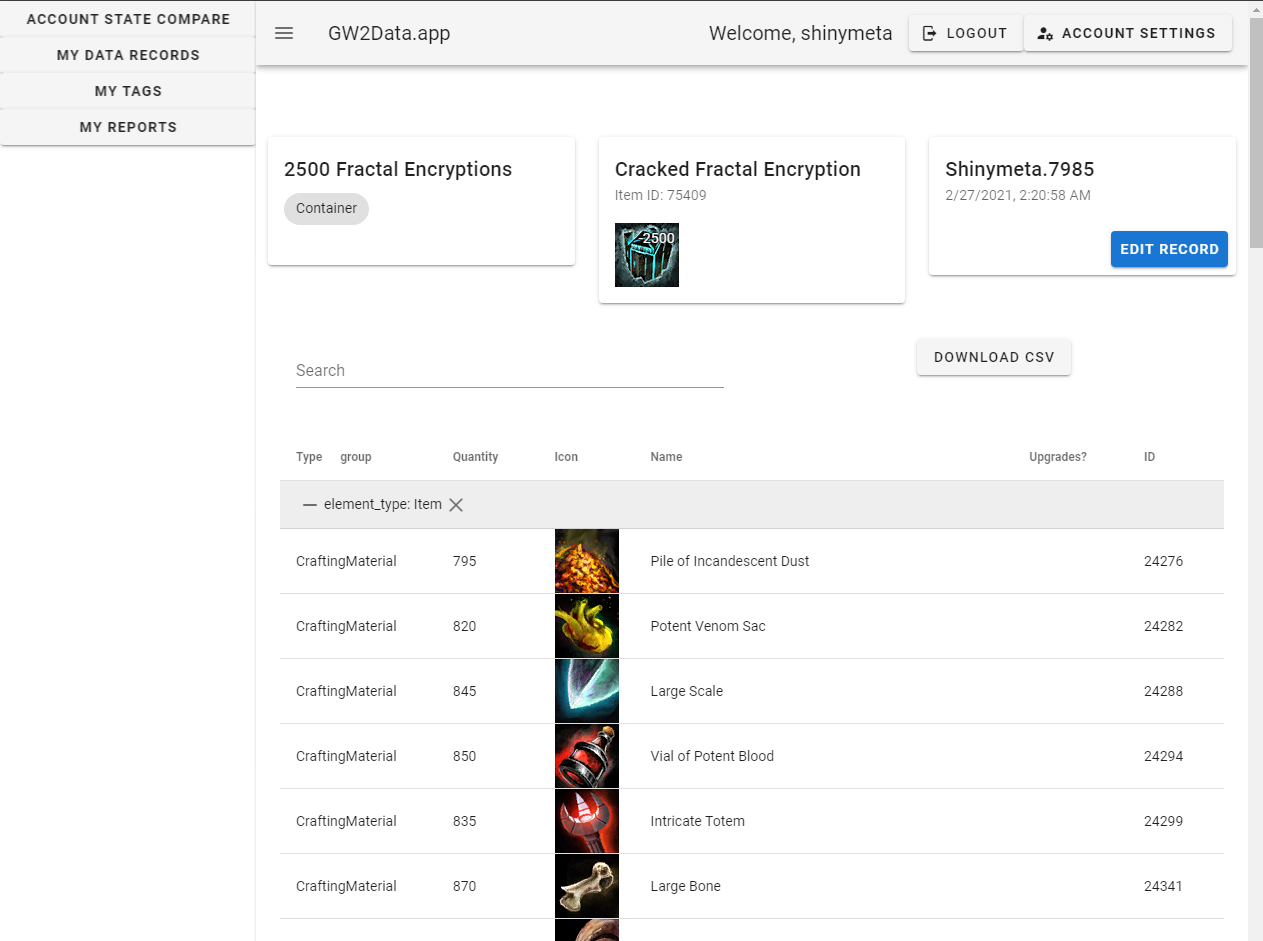 ACCOUNT STATE COMPARE
MY DATA RECORDS
MY TAGS
MY REPORTS
GW2Data.app
Welcome, shinymeta
LOGOUT
ACCOUNT SETTINGS
2500 Fractal Encryptions
Container
Cracked Fractal Encryption
Item ID: 75409
-2500
Shinymeta.7985
2/27/2021, 2:20:58 AM
EDIT RECORD
Search
DOWNLOAD CSV
Type group Quantity Icon Name Upgrades? ID
element_type: Item
CraftingMaterial 795 Pile of Incandescent Dust 24276
CraftingMaterial 820 Potent Venom Sac 24282
CraftingMaterial 845 Large Scale 24288
CraftingMaterial 850 Vial of Potent Blood 24294
CraftingMaterial 835 Intricate Totem 24299
CraftingMaterial 870 Large Bone 24341